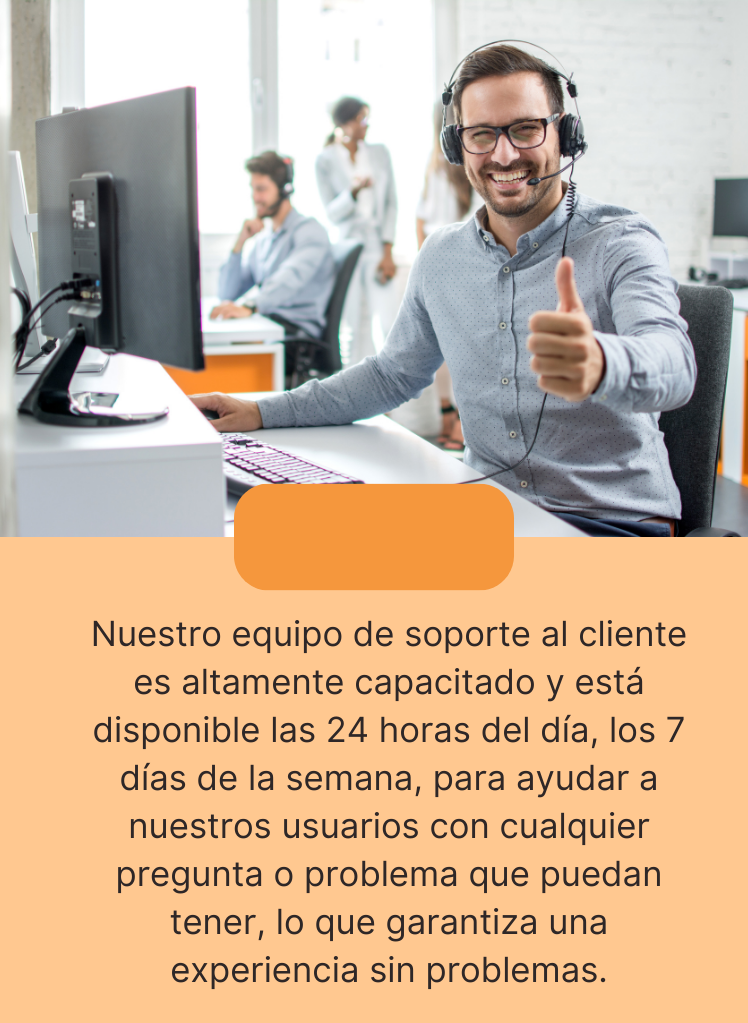 Nuestro equipo de soporte al cliente
es altamente capacitado y está
disponible las 24 horas del día, los 7
días de la semana, para ayudar a
nuestros usuarios con cualquier
pregunta o problema que puedan
tener, lo que garantiza una
experiencia sin problemas.